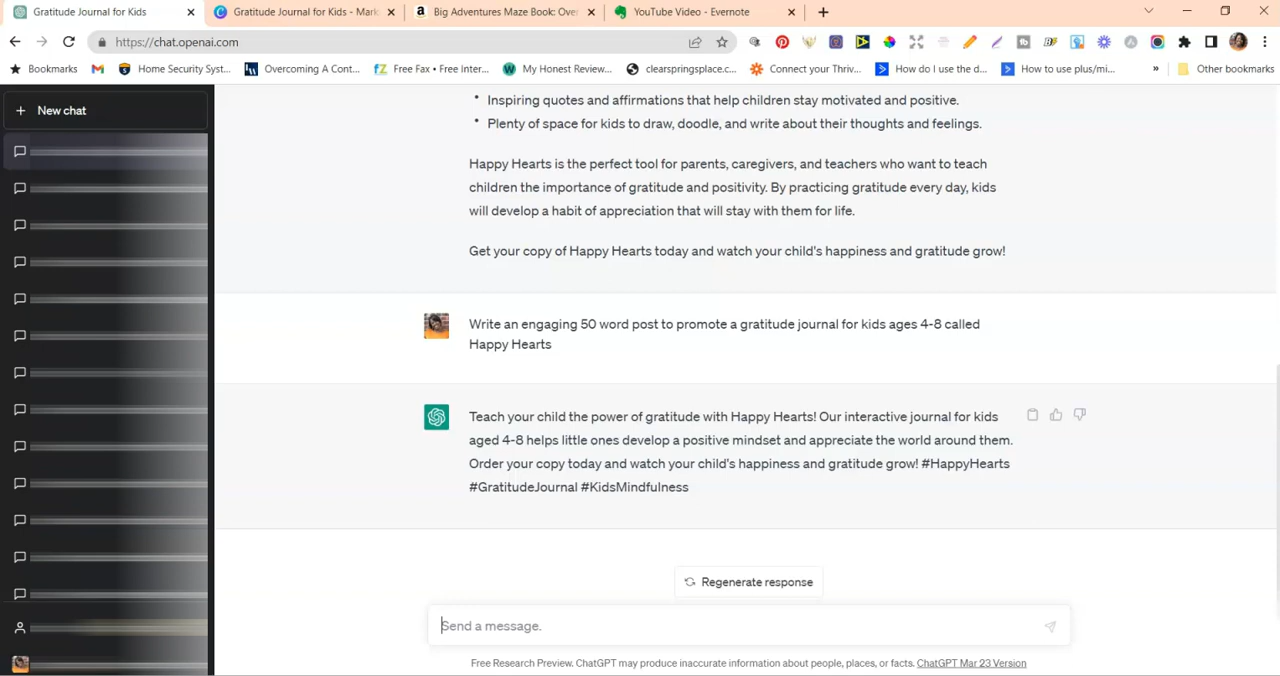 Gratitude Journal for Kids
Gratitude Journal for Kids - Mark
Big Adventures Maze Book: Over
YouTube Video - Evernote
https://chat.openai.com
Bookmarks
Home Security Syst...
Overcoming A Cont...
Free Fax • Free Inter...
My Honest Review...
clearspringsplace.c...
Connect your Thriv...
How do I use the d...
How to use plus/mi...
Other bookmarks
New chat
• Inspiring quotes and affirmations that help children stay motivated and positive.
• Plenty of space for kids to draw, doodle, and write about their thoughts and feelings.
Happy Hearts is the perfect tool for parents, caregivers, and teachers who want to teach
children the importance of gratitude and positivity. By practicing gratitude every day, kids
will develop a habit of appreciation that will stay with them for life.
Get your copy of Happy Hearts today and watch your child's happiness and gratitude grow!
Write an engaging 50 word post to promote a gratitude journal for kids ages 4-8 called
Happy Hearts
Teach your child the power of gratitude with Happy Hearts! Our interactive journal for kids
aged 4-8 helps little ones develop a positive mindset and appreciate the world around them.
Order your copy today and watch your child's happiness and gratitude grow! #HappyHearts
#GratitudeJournal #KidsMindfulness
Regenerate response
Send a message.
Free Research Preview. ChatGPT may produce inaccurate information about people, places, or facts. ChatGPT Mar 23 Version